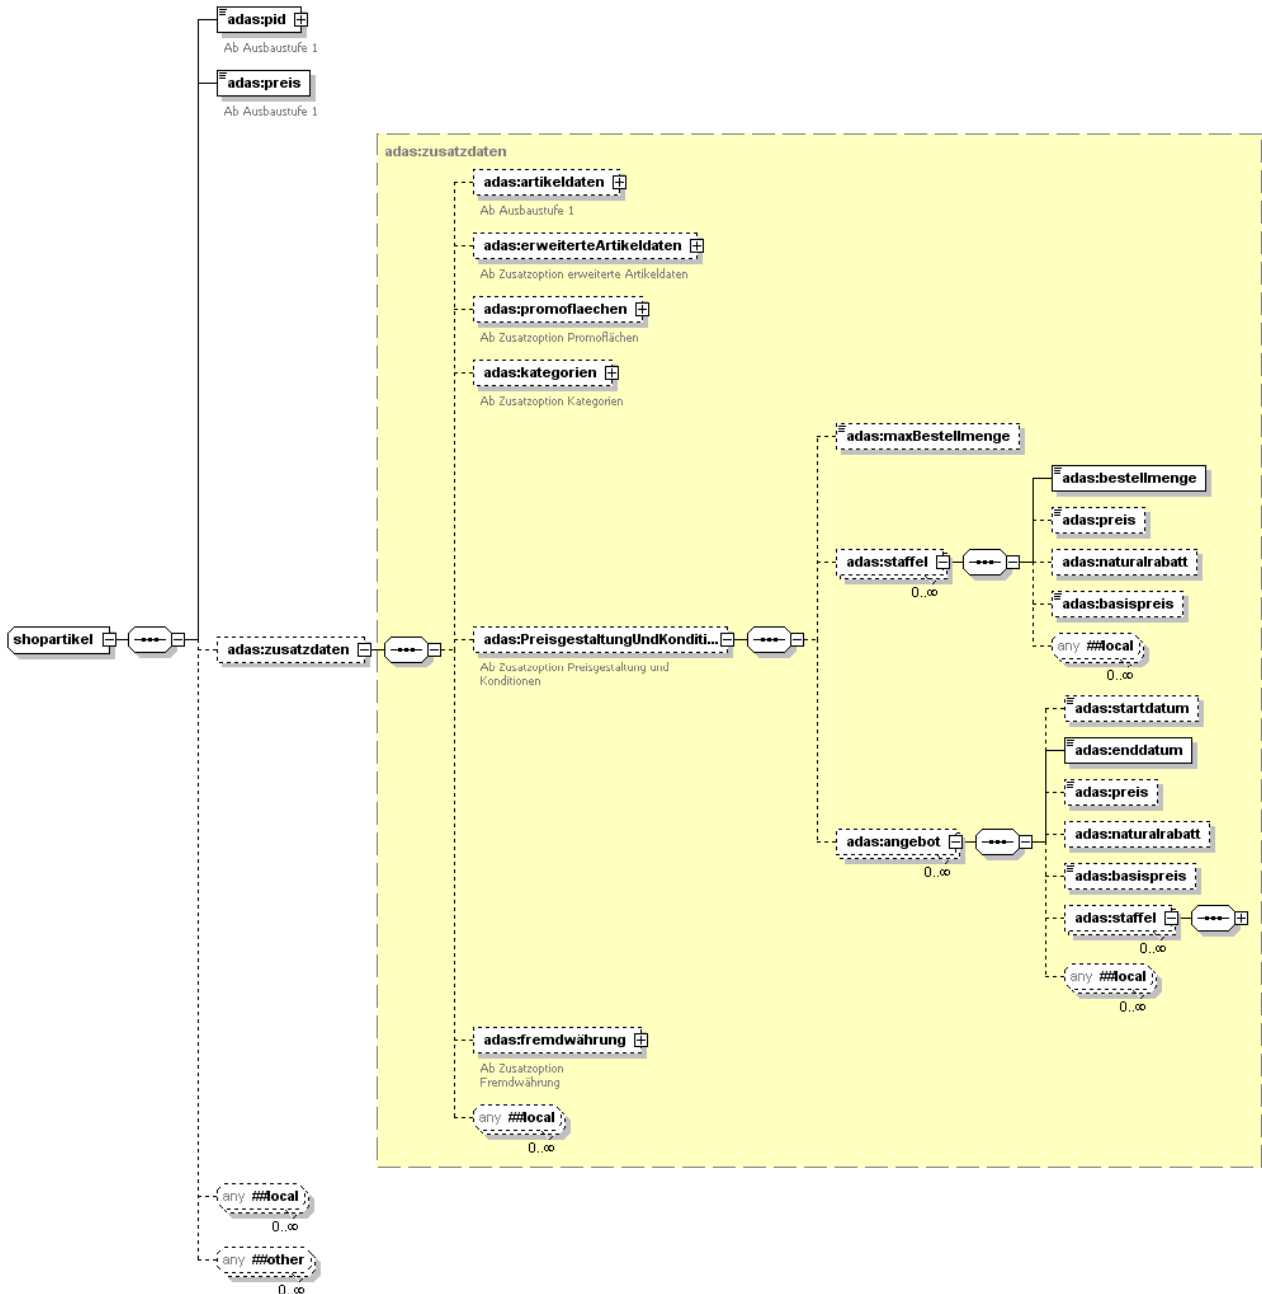 adas:pid
Ab Ausbaustufe 1
adas:preis
Ab Ausbaustufe 1
adas:zusatzdaten
adas:artikeldaten
Ab Ausbaustufe 1
adas:erweiterteArtikeldaten
Ab Zusatzoption erweiterte Artikeldaten
adas:promoflaechen
Ab Zusatzoption Promoflächen
adas:kategorien
Ab Zusatzoption Kategorien
adas:maxBestellmenge
adas:bestellmenge
adas:preis
adas:staffel
0..∞
adas:naturalrabatt
adas:basispreis
any ##local
0..∞
shopartikel
adas:zusatzdaten
adas:PreisgestaltungUndKonditi...
Ab Zusatzoption Preisgestaltung und
Konditionen
adas:startdatum
adas:enddatum
adas:preis
adas:angebot
0..∞
adas:naturalrabatt
adas:basispreis
adas:staffel
0..∞
any ##local
0..∞
adas:fremdwährung
Ab Zusatzoption
Fremdwährung
any ##local
0..∞
any ##local
0..∞
any ##other
0..∞